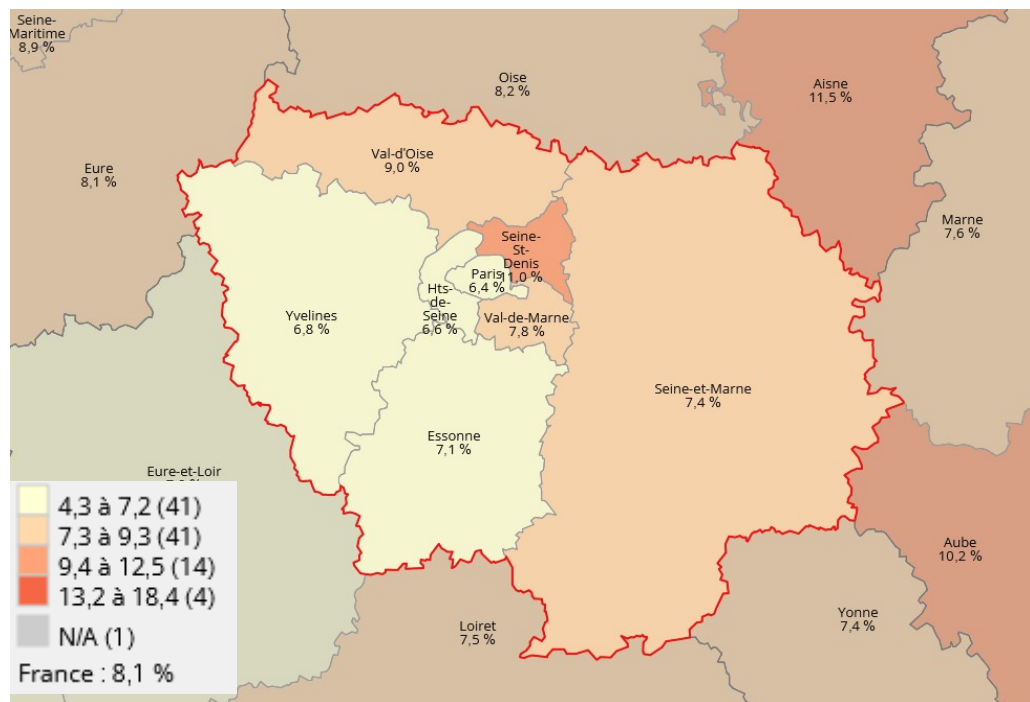 Seine-
Maritime
8,9 %
Oise
8,2 %
Aisne
11,5 %
Val-d'Oise
9,0 %
Eure
8,1 %
Marne
7,6 %
Seine-
St-
Denis
11,0 %
Paris
6,4 %
Hts-
de-
Seine
6,6 %
Yvelines
6,8 %
Val-de-Marne
7,8 %
Seine-et-Marne
7,4 %
Essonne
7,1 %
Eure-et-Loir
Aube
10,2 %
Yonne
7,4 %
Loiret
7,5 %
4,3 à 7,2 (41)
7,3 à 9,3 (41)
9,4 à 12,5 (14)
13,2 à 18,4 (4)
N/A (1)
France : 8,1 %